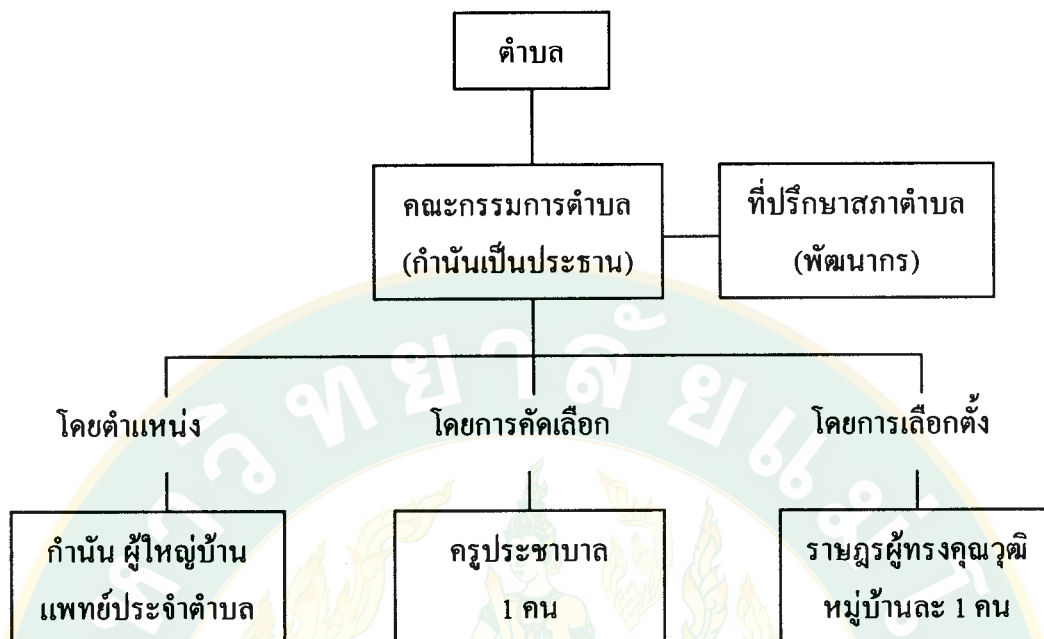 ตำบล
คณะกรรมการตำบล
(กำนันเป็นประธาน)
ที่ปรึกษาสภาตำบล
(พัฒนากร)
โดยตำแหน่ง
โดยการคัดเลือก
โดยการเลือกตั้ง
กำนัน ผู้ใหญ่บ้าน
แพทย์ประจำตำบล
ครูประชาบาล
1 คน
ราษฎรผู้ทรงคุณวุฒิ
หมู่บ้านละ 1 คน